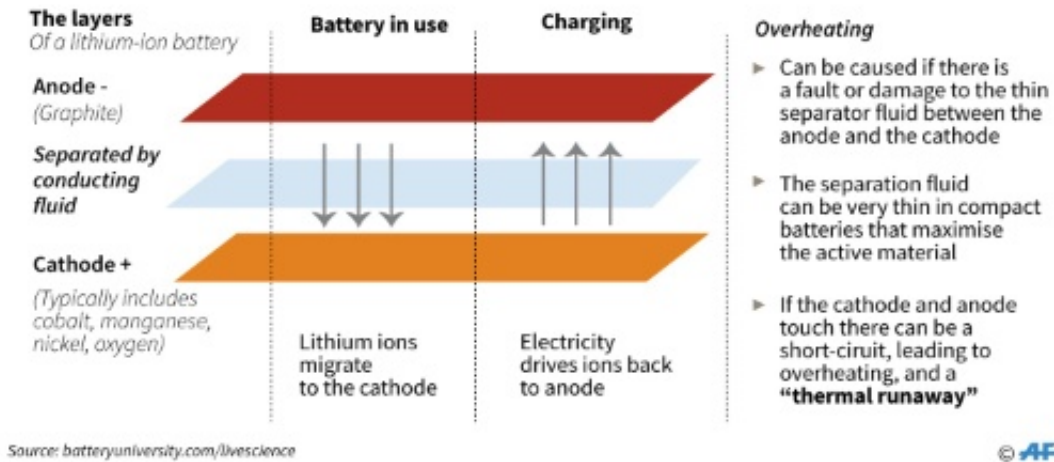 The layers
Of a lithium-ion battery
Anode -
(Graphite)
Separated by
conducting
fluid
Cathode +
(Typically includes
cobalt, manganese,
nickel, oxygen)
Battery in use
Lithium ions
migrate
to the cathode
Charging
Electricity
drives ions back
to anode
Overheating
Can be caused if there is
a fault or damage to the thin
separator fluid between the
anode and the cathode
The separation fluid
can be very thin in compact
batteries that maximise
the active material
If the cathode and anode
touch there can be a
short-ciruit, leading to
overheating, and a
“thermal runaway”
Source: batteryuniversity.com/livescience
© AF